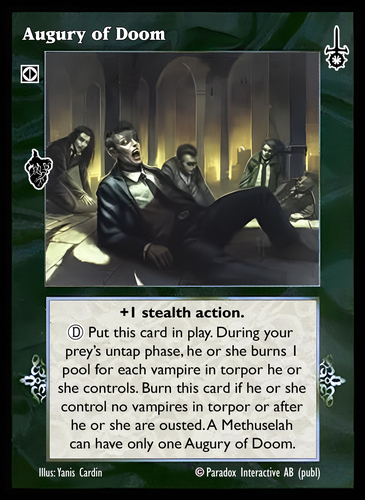 Augury of Doom
+1 stealth action.
Ⓓ Put this card in play. During your
prey's untap phase, he or she burns 1
pool for each vampire in torpor he or
she controls. Burn this card if he or she
control no vampires in torpor or after
he or she are ousted. A Methuselah
can have only one Augury of Doom.
Illus: Yanis Cardin © Paradox Interactive AB (publ)